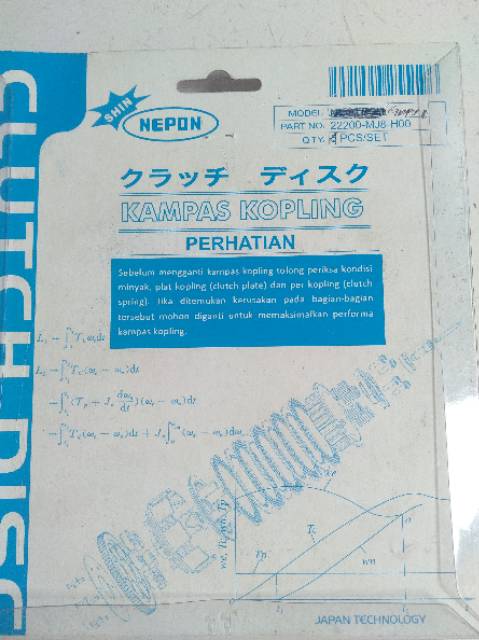 CLUTCH DISC
SHIN
NEPON
MODEL
PART NO. 22200-MJ8-H00
QTY. PCS/SET
クラッチ ディスク
KAMPAS KOPLING
PERHATIAN
Sebelum mengganti kampas kopling tolong periksa kondisi
minyak, plat kopling (clutch plate) dan per kopling (clutch
spring). Jika ditemukan kerusakan pada bagian-bagian
tersebut mohon diganti untuk memaksimalkan performa
kampas kopling.
JAPAN TECHNOLOGY